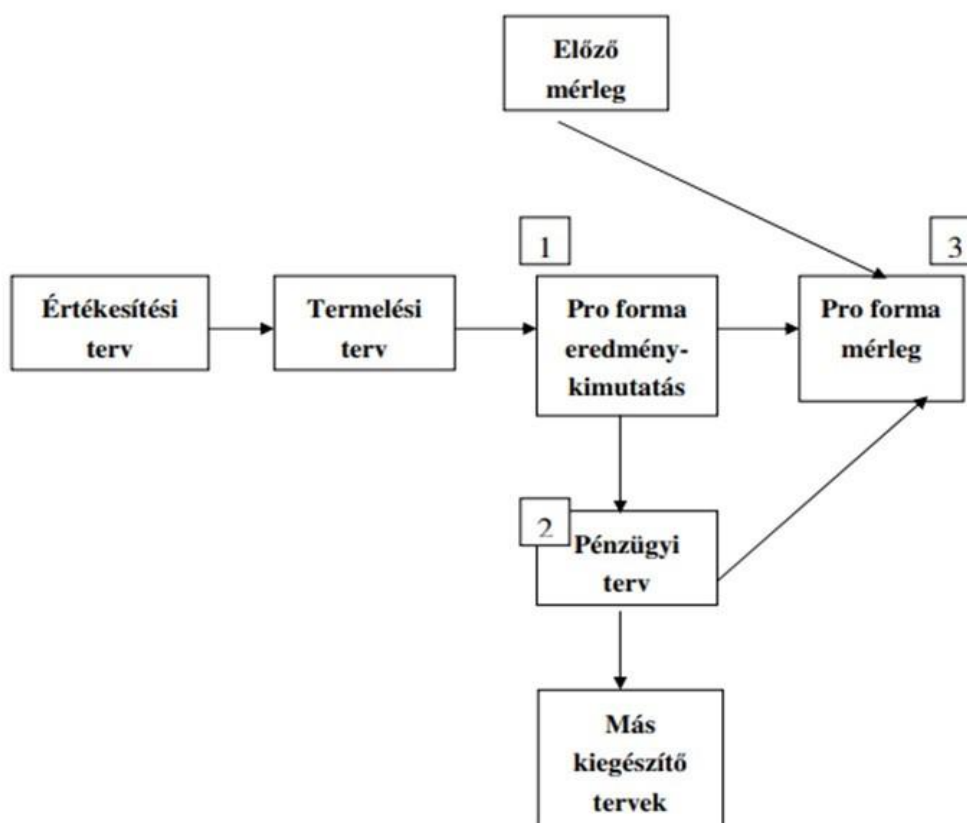 Előző
mérleg
1
3
Értékesítési
terv
Termelési
terv
Pro forma
eredmény-
kimutatás
Pro forma
mérleg
2
Pénzügyi
terv
Más
kiegészítő
tervek